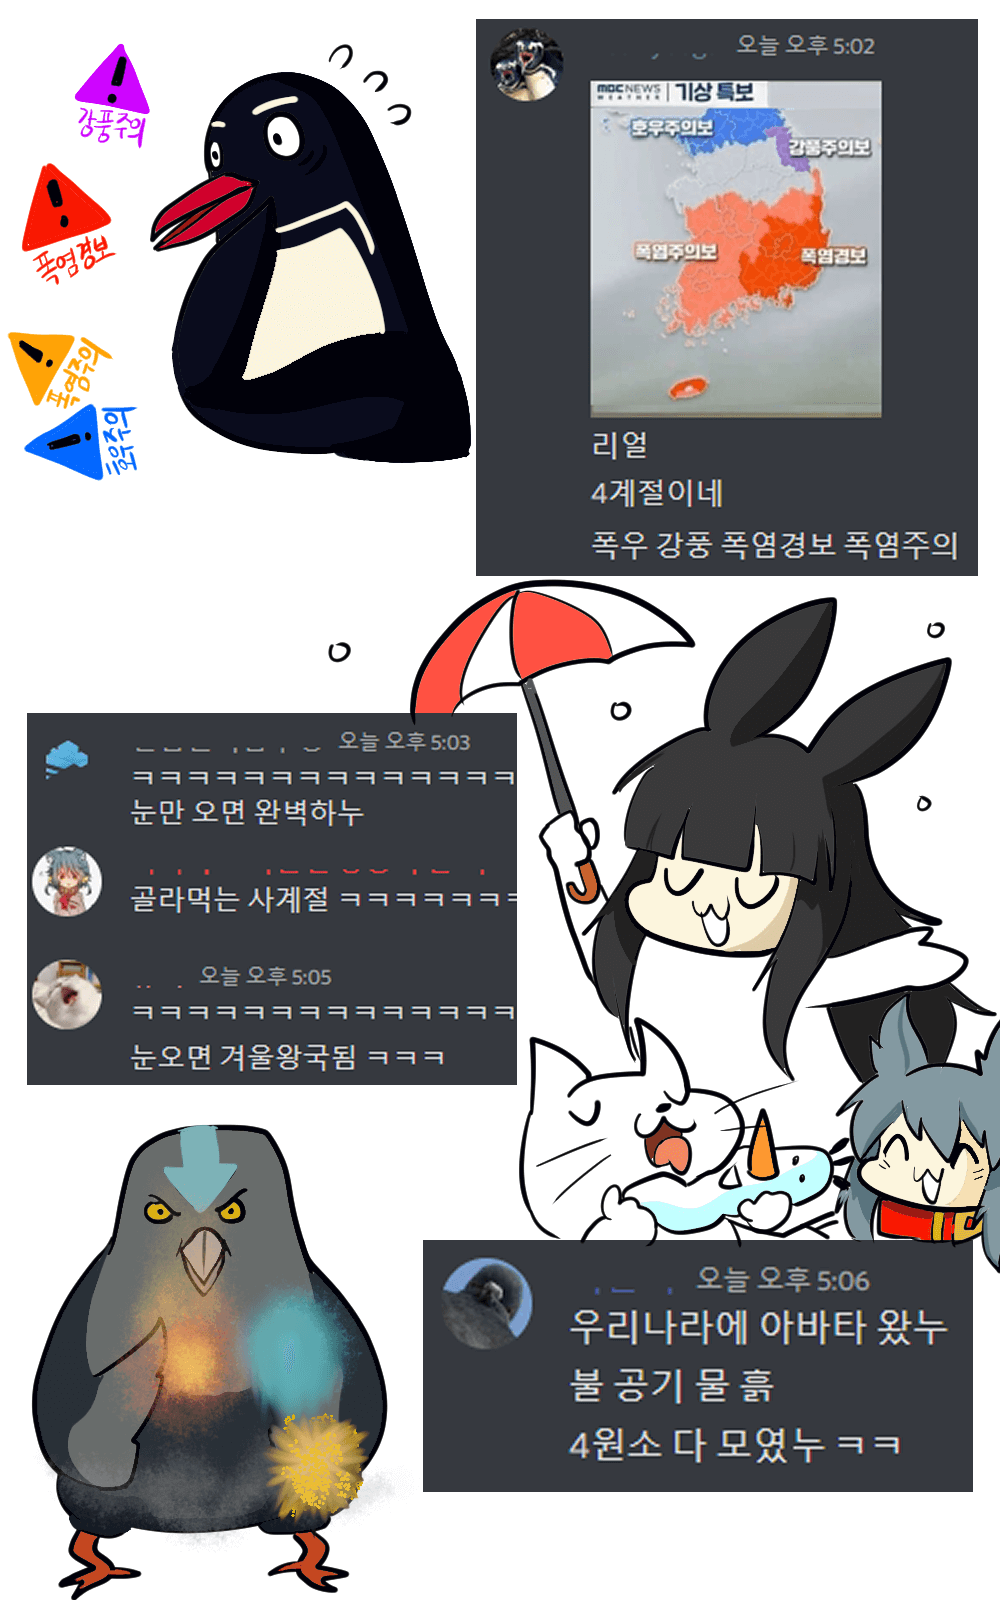 강풍주의
폭염경보
폭염주의
호우주의
오늘 오후 5:02
MBC NEWS WEATHER | 기상 특보
호우주의보
강풍주의보
폭염주의보
폭염경보
리얼
4계절이네
폭우 강풍 폭염경보 폭염주의
오늘 오후 5:03
ㅋㅋㅋㅋㅋㅋㅋㅋㅋㅋㅋㅋㅋㅋ
눈만 오면 완벽하누
골라먹는 사계절 ㅋㅋㅋㅋㅋㅋㅋ
오늘 오후 5:05
ㅋㅋㅋㅋㅋㅋㅋㅋㅋㅋㅋㅋㅋㅋ
눈오면 겨울왕국됨 ㅋㅋㅋ
오늘 오후 5:06
우리나라에 아바타 왔누
불 공기 물 흙
4원소 다 모였누 ㅋㅋ